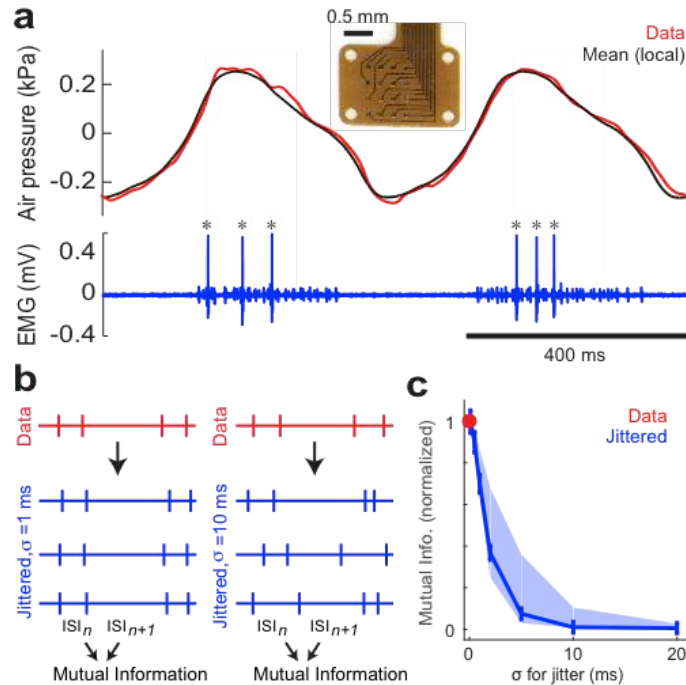 a
0.5 mm
Data
Mean (local)
Air pressure (kPa)
0.2
0
-0.2
* * * * * *
EMG (mV)
0.4
0
-0.4
400 ms
b
Data
Data
Jittered, σ =1 ms
Jittered, σ =10 ms
ISIn ISIn+1
ISIn ISIn+1
Mutual Information
Mutual Information
c
Data
Jittered
Mutual Info. (normalized)
1
0
0 10 20
σ for jitter (ms)